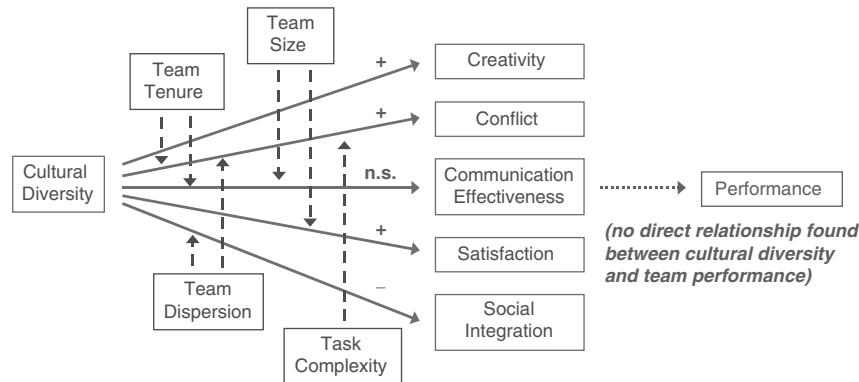 Team
Size
Team
Tenure
+
Creativity
+
Conflict
Cultural
Diversity
n.s.
Communication
Effectiveness
Performance
(no direct relationship found
between cultural diversity
and team performance)
+
Satisfaction
Team
Dispersion
–
Social
Integration
Task
Complexity